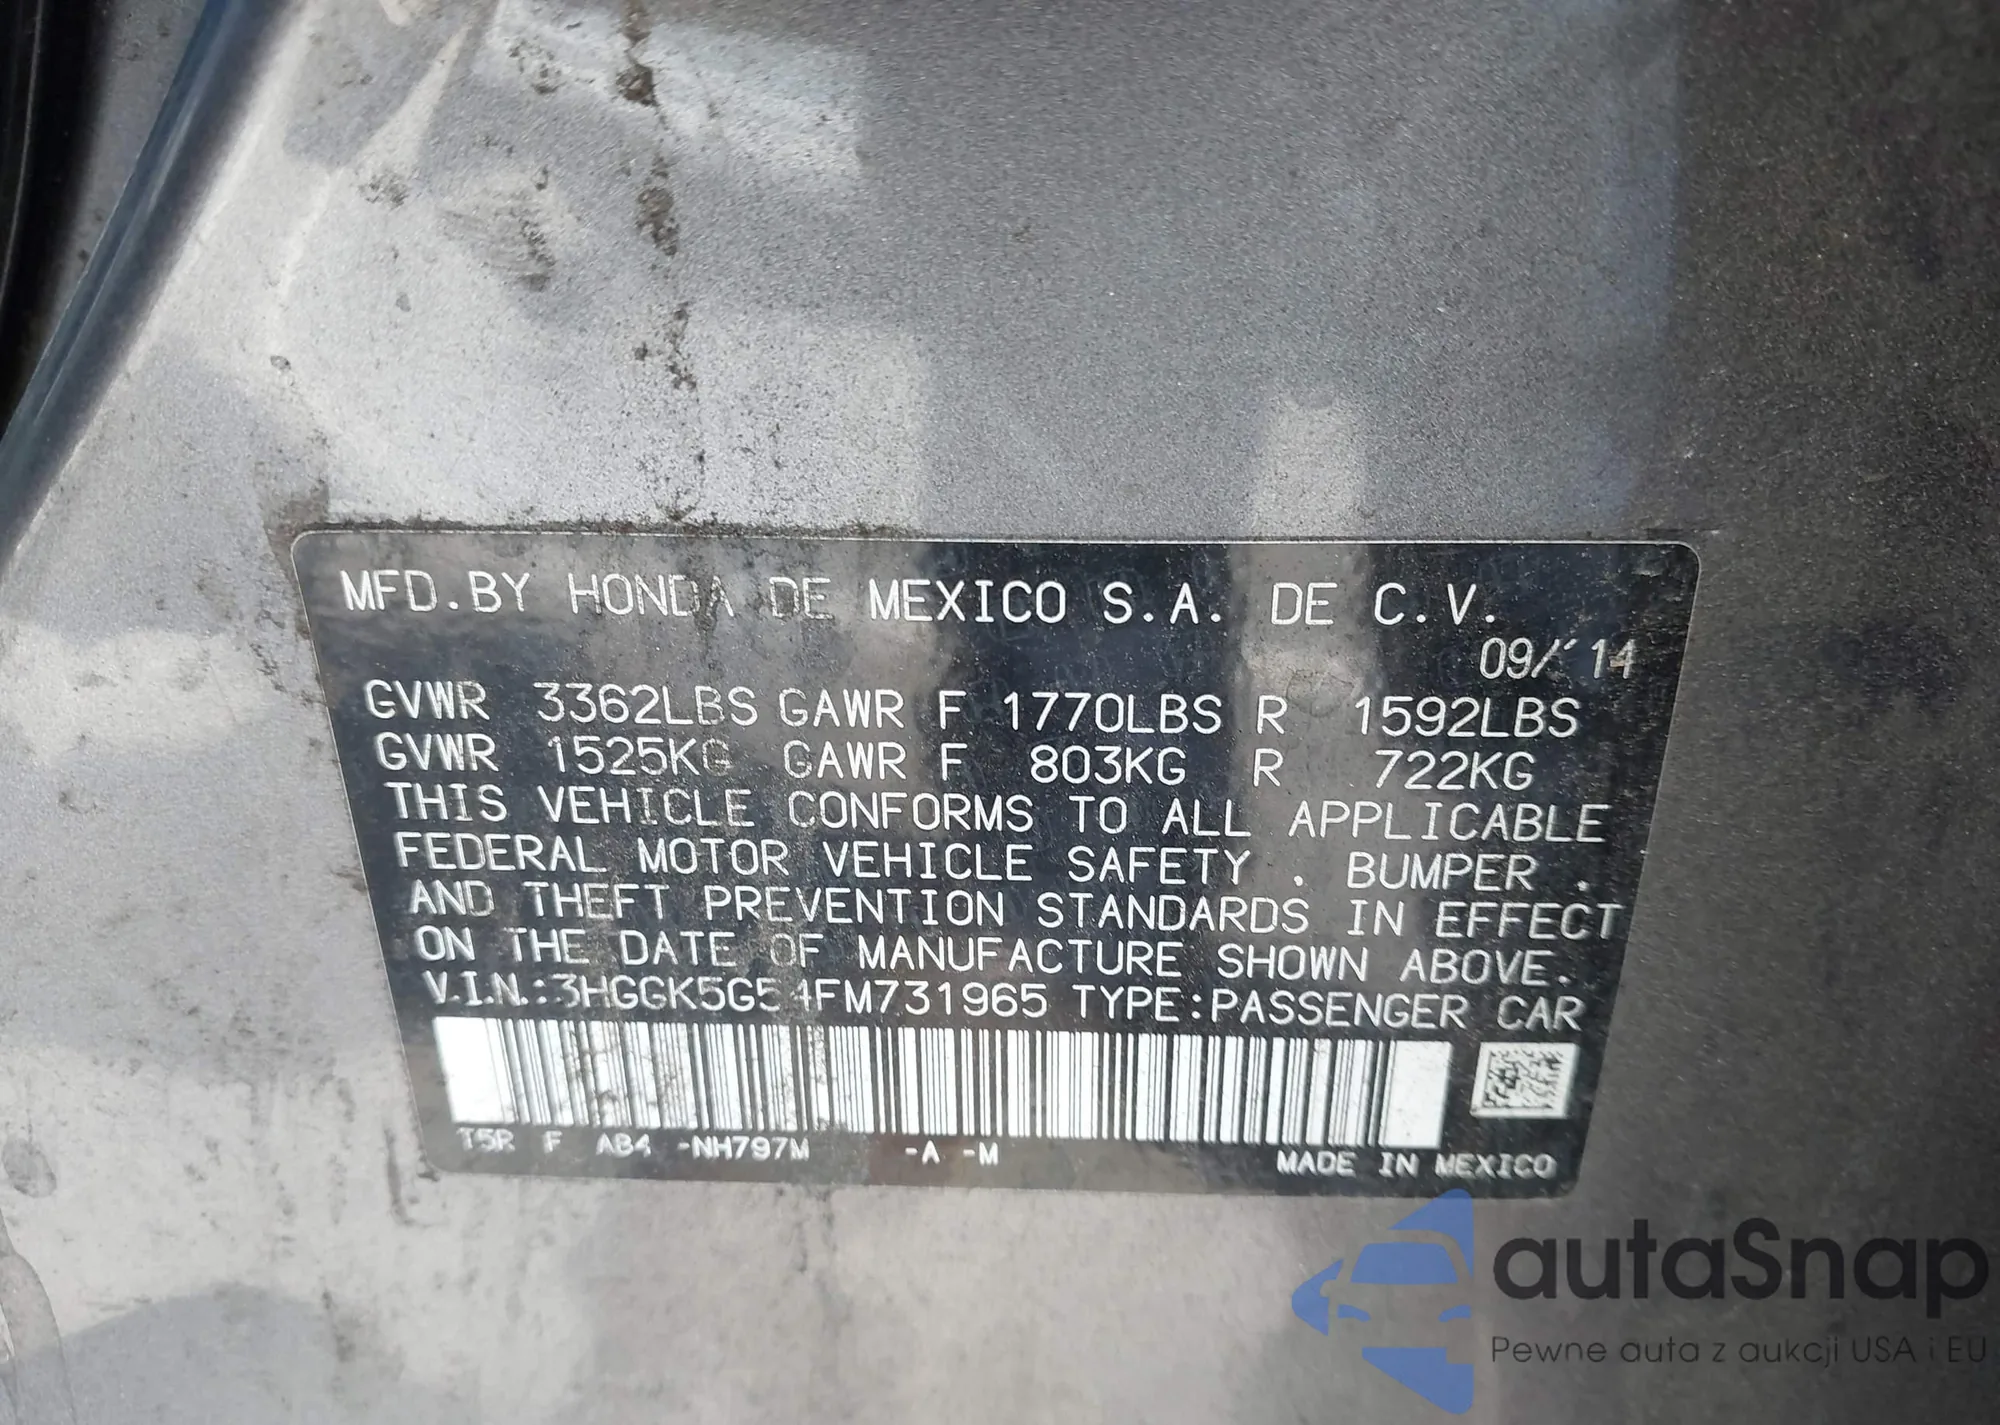 MFD.BY HONDA DE MEXICO S.A. DE C.V.
09/'14
GVWR 3362LBS GAWR F 1770LBS R 1592LBS
GVWR 1525KG GAWR F 803KG R 722KG
THIS VEHICLE CONFORMS TO ALL APPLICABLE
FEDERAL MOTOR VEHICLE SAFETY . BUMPER .
AND THEFT PREVENTION STANDARDS IN EFFECT
ON THE DATE OF MANUFACTURE SHOWN ABOVE.
V.I.N.:3HGGK5G54FM731965 TYPE:PASSENGER CAR
T5R F AB4 -NH797M -A -M
MADE IN MEXICO
autaSnap
Pewne auta z aukcji USA i EU